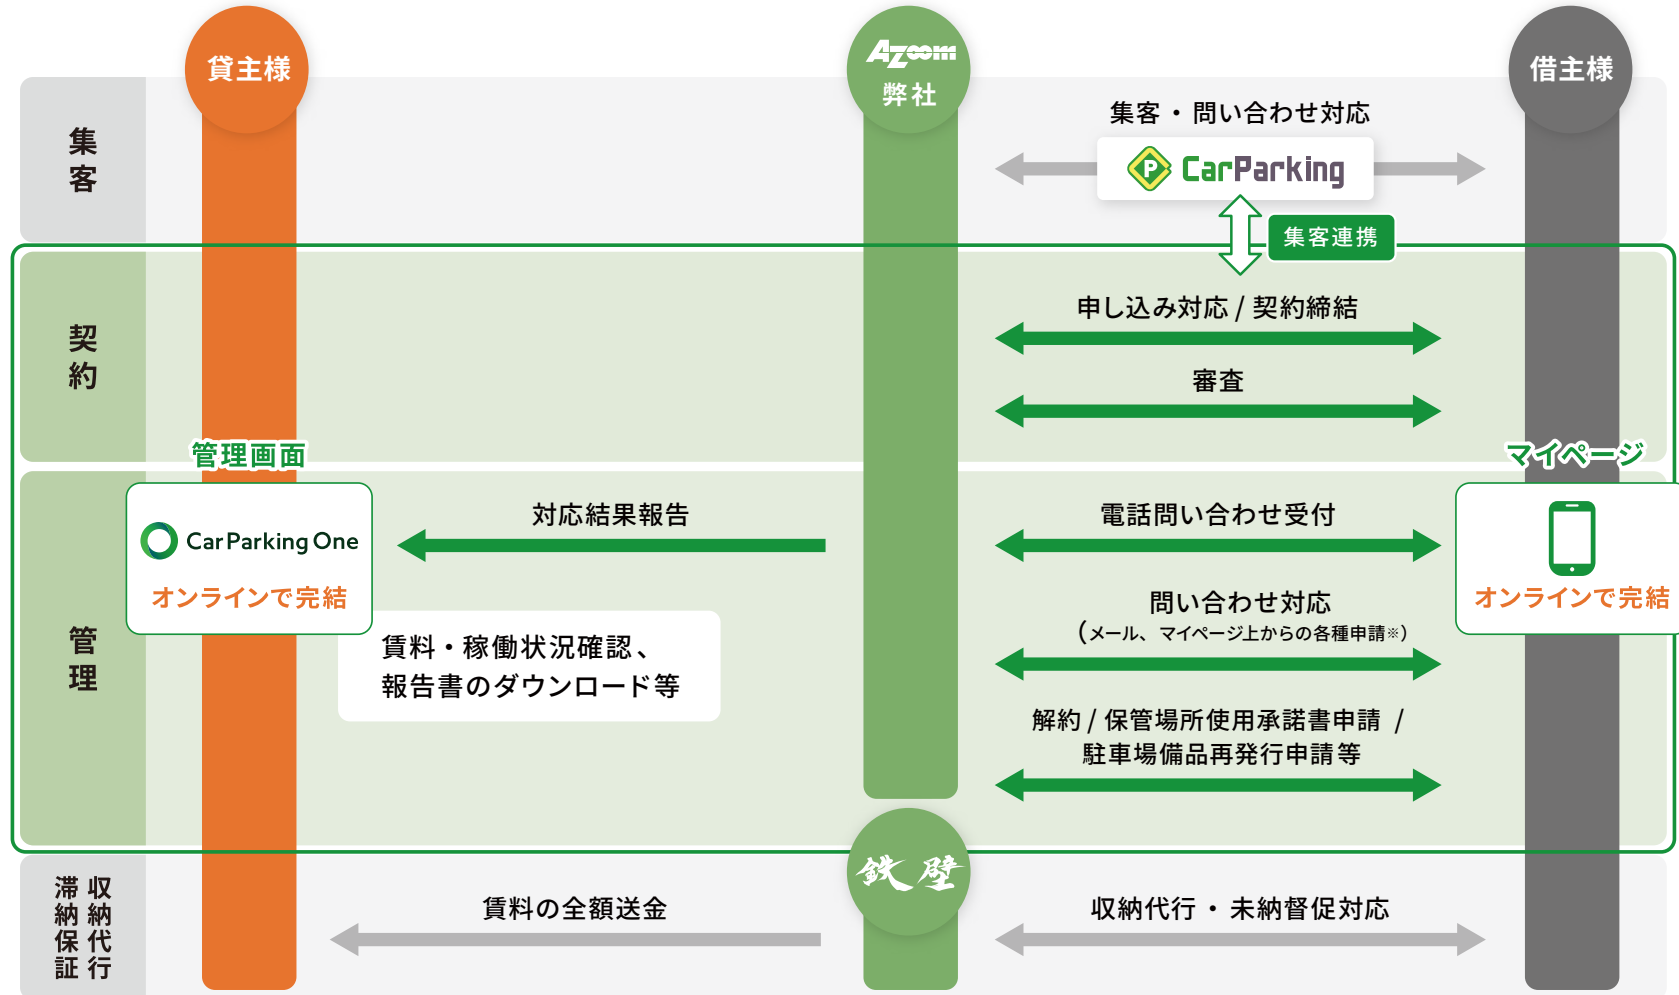 貸主様
Azoom
弊社
借主様
集客
集客・問い合わせ対応
P CarParking
集客連携
契約
申し込み対応 / 契約締結
審査
管理画面
マイページ
管理
CarParking One
オンラインで完結
対応結果報告
電話問い合わせ受付
オンラインで完結
賃料・稼働状況確認、
報告書のダウンロード等
問い合わせ対応
(メール、マイページ上からの各種申請※)
解約 / 保管場所使用承諾書申請 /
駐車場備品再発行申請等
鉄壁
収納代行
滞納保証
賃料の全額送金
収納代行・未納督促対応